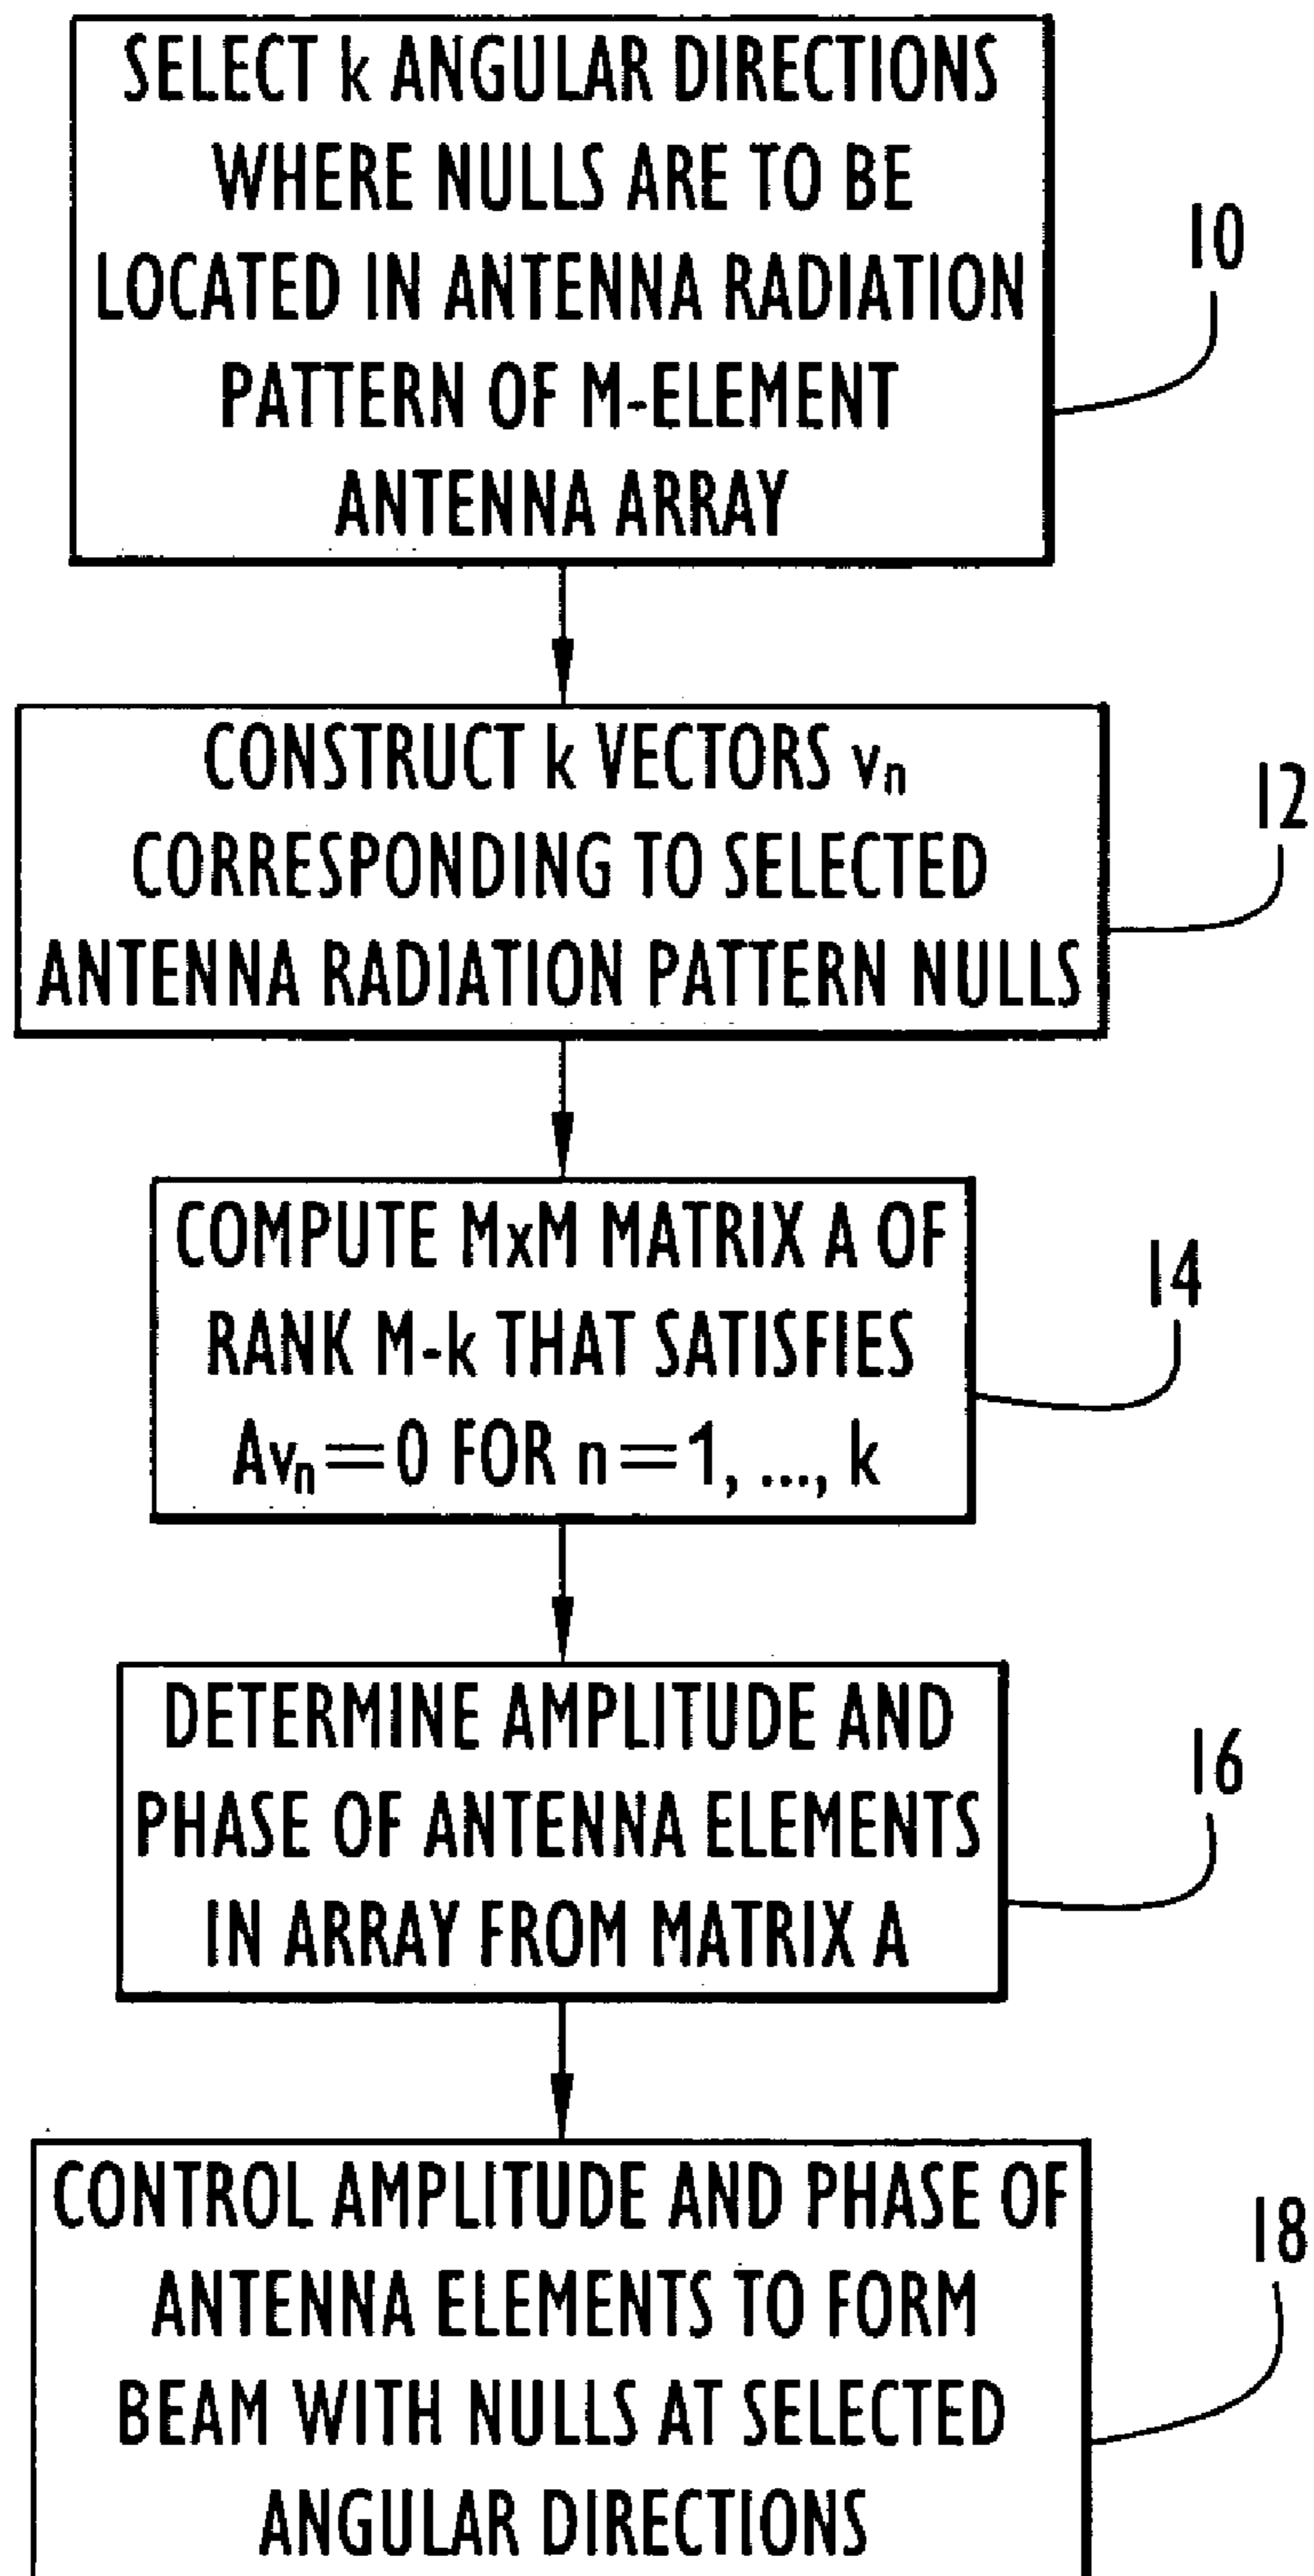 SELECT k ANGULAR DIRECTIONS
WHERE NULLS ARE TO BE
LOCATED IN ANTENNA RADIATION
PATTERN OF M-ELEMENT
ANTENNA ARRAY
10
CONSTRUCT k VECTORS vₙ
CORRESPONDING TO SELECTED
ANTENNA RADIATION PATTERN NULLS
12
COMPUTE MxM MATRIX A OF
RANK M-k THAT SATISFIES
Avₙ=0 FOR n=1, ..., k
14
DETERMINE AMPLITUDE AND
PHASE OF ANTENNA ELEMENTS
IN ARRAY FROM MATRIX A
16
CONTROL AMPLITUDE AND PHASE OF
ANTENNA ELEMENTS TO FORM
BEAM WITH NULLS AT SELECTED
ANGULAR DIRECTIONS
18